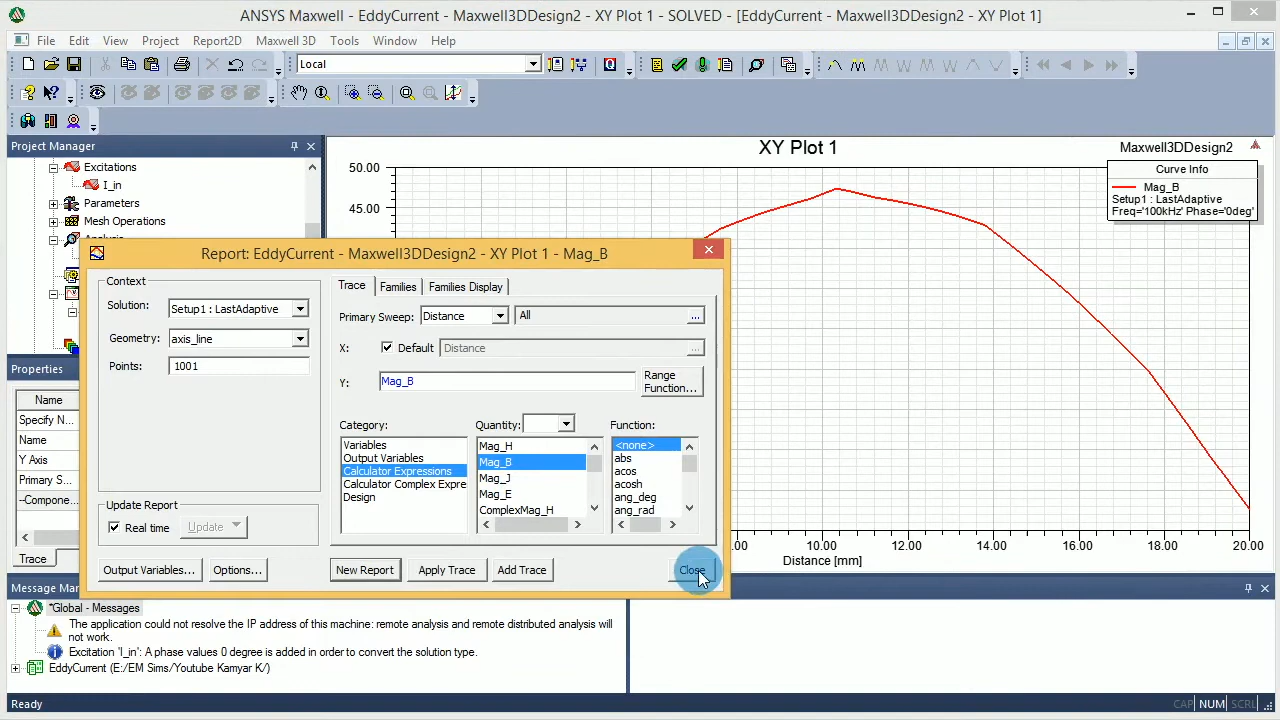 ANSYS Maxwell - EddyCurrent - Maxwell3DDesign2 - XY Plot 1 - SOLVED - [EddyCurrent - Maxwell3DDesign2 - XY Plot 1]
File Edit View Project Report2D Maxwell 3D Tools Window Help
Local
Project Manager
Excitations
I_in
Parameters
Mesh Operations
XY Plot 1
Maxwell3DDesign2
Curve Info
Mag_B
Setup1 : LastAdaptive
Freq='100kHz' Phase='0deg'
50.00
45.00
Report: EddyCurrent - Maxwell3DDesign2 - XY Plot 1 - Mag_B
Context
Solution: Setup1 : LastAdaptive
Geometry: axis_line
Points: 1001
Update Report
Real time Update
Output Variables... Options...
Trace Families Families Display
Primary Sweep: Distance All ...
X: Default Distance ...
Y: Mag_B
Range
Function...
Category: Quantity: Function:
Variables
Output Variables
Calculator Expressions
Calculator Complex Expre
Design
Mag_H
Mag_B
Mag_J
Mag_E
ComplexMag_H
<none>
abs
acos
acosh
ang_deg
ang_rad
New Report Apply Trace Add Trace Close
.00 10.00 12.00 14.00 16.00 18.00 20.00
Distance [mm]
Properties
Name
Specify N...
Name
Y Axis
Primary S...
--Compone...
Trace
Message Man
*Global - Messages
The application could not resolve the IP address of this machine: remote analysis and remote distributed analysis will
not work.
Excitation 'I_in': A phase values 0 degree is added in order to convert the solution type.
EddyCurrent (E:/EM Sims/Youtube Kamyar K/)
Ready
CAP NUM SCRL